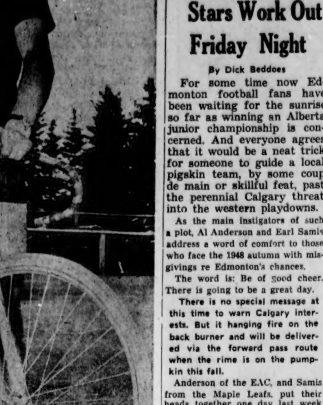 Stars Work Out
Friday Night
By Dick Beddoes
For some time now Ed-
monton football fans have
been waiting for the sunrise
so far as winning an Alberta
junior championship is con-
cerned. And everyone agrees
that it would be a neat trick
for someone to guide a local
pigskin team, by some coup
de main or skillful feat, past
the perennial Calgary threat
into the western playdowns.
As the main instigators of such
a plot, Al Anderson and Earl Samis
address a word of comfort to those
who face the 1948 autumn with mis-
givings re Edmonton's chances.
The word is: Be of good cheer.
There is going to be a great day.
There is no special message at
this time to warn Calgary inter-
ests. But it hanging fire on the
back burner and will be deliver-
ed via the forward pass route
when the rime is on the pump-
kin this fall.
Anderson of the EAC, and Samis
from the Maple Leafs, put their
heads together one day last week